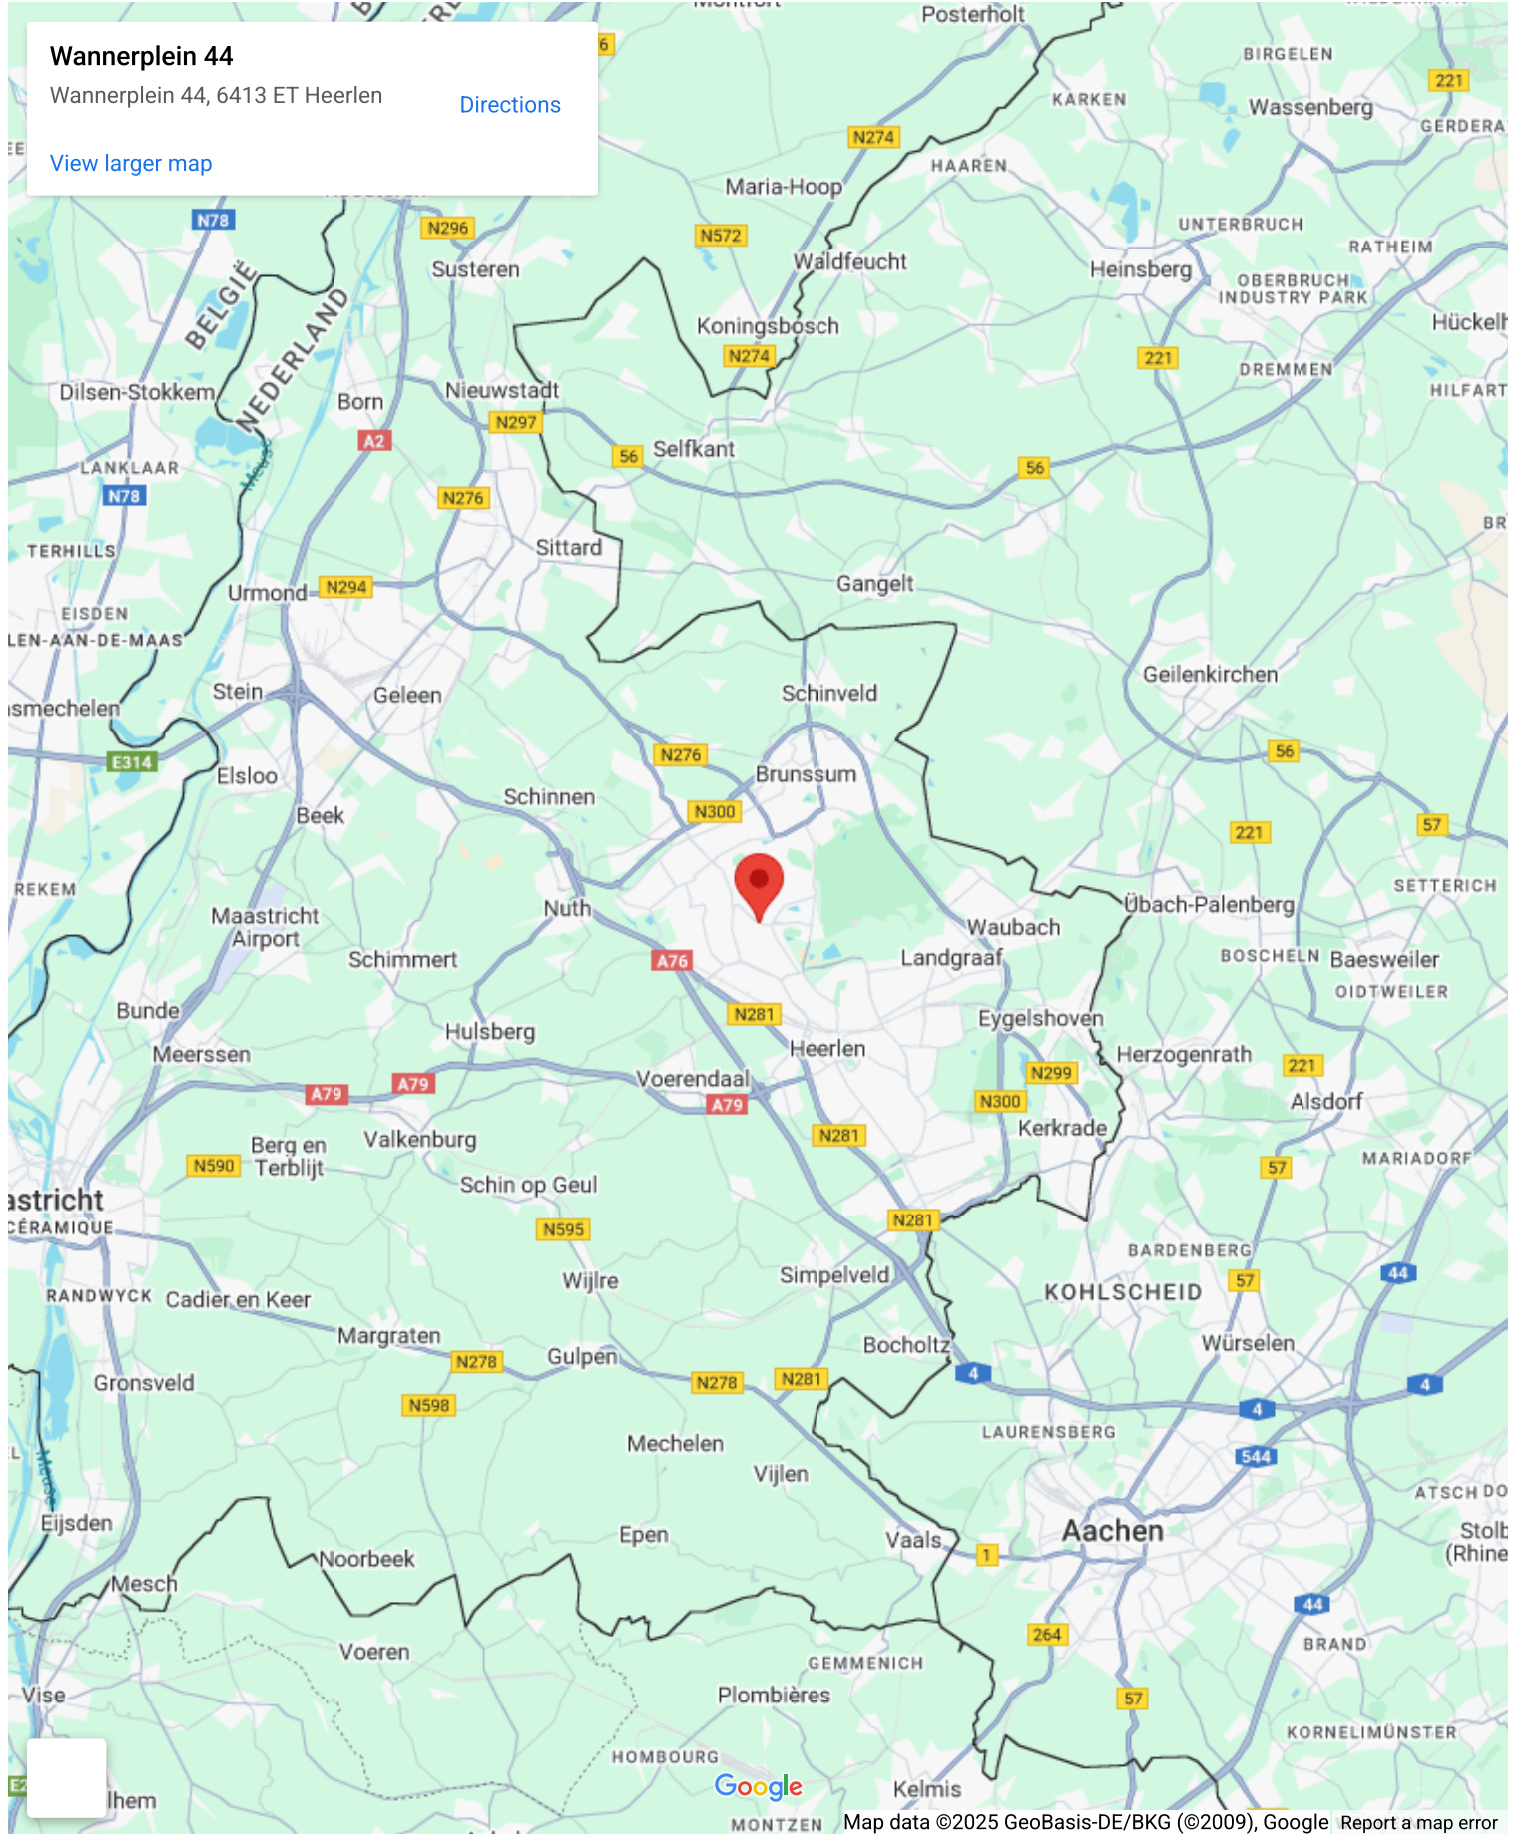 Wannerplein 44
Wannerplein 44, 6413 ET Heerlen
Directions
View larger map
Posterholt
BIRGELEN
221
KARKEN
Wassenberg
N274
HAAREN
Maria-Hoop
N78
N296
N572
UNTERBRUCH
RATHEIM
Susteren
Waldfeucht
Heinsberg
OBERBRUCH
INDUSTRY PARK
BELGIË
NEDERLAND
Koningsbosch
N274
221
DREMMEN
Dilsen-Stokkem
Born
Nieuwstadt
N297
A2
Selfkant
56
56
LANKLAAR
N78
Meuse
N276
TERHILLS
Sittard
Urmond
N294
Gangelt
EISDEN
LEN-AAN-DE-MAAS
Stein
Geleen
Schinveld
Geilenkirchen
asmechelen
E314
Elsloo
N276
Brunssum
56
Schinnen
N300
Beek
221
57
REKEM
Nuth
SETTERICH
Übach-Palenberg
Maastricht
Airport
Waubach
Schimmert
A76
Landgraaf
BOSCHELN
Baesweiler
OIDTWEILER
Bunde
N281
Eygelshoven
Hulsberg
Heerlen
Meerssen
Herzogenrath
Voerendaal
N299
221
A79
A79
A79
N300
Alsdorf
Valkenburg
N281
Kerkrade
Berg en
Terblijt
N590
57
MARIADORF
Schin op Geul
astricht
CÉRAMIQUE
N595
N281
BARDENBERG
Wijlre
Simpelveld
57
44
RANDWYCK
Cadier en Keer
KOHLSCHEID
Margraten
Bocholtz
Würselen
N278
Gulpen
N278
N281
4
4
Gronsveld
N598
4
LAURENSBERG
Mechelen
544
Meuse
Vijlen
ATSCH
Eijsden
Epen
Vaals
Aachen
Stolb
(Rhine
Noorbeek
1
Mesch
44
264
BRAND
Voeren
GEMMENICH
Vise
Plombières
57
KORNELIMÜNSTER
HOMBOURG
Google
Kelmis
lhem
MONTZEN
Map data ©2025 GeoBasis-DE/BKG (©2009), Google
Report a map error